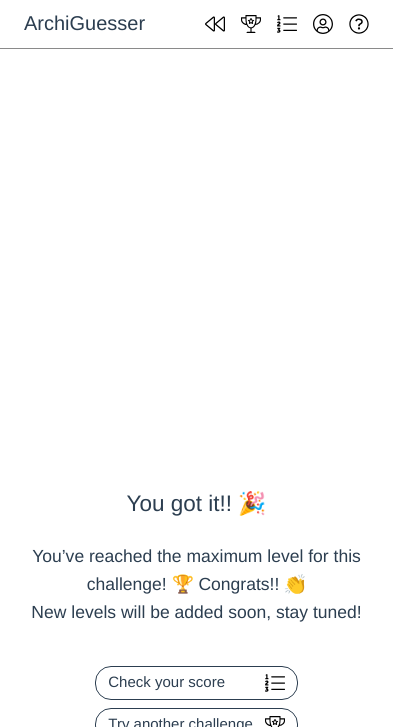 ArchiGuesser
You got it!! 🎉
You’ve reached the maximum level for this
challenge! 🏆 Congrats!! 👏
New levels will be added soon, stay tuned!
Check your score
Try another challenge